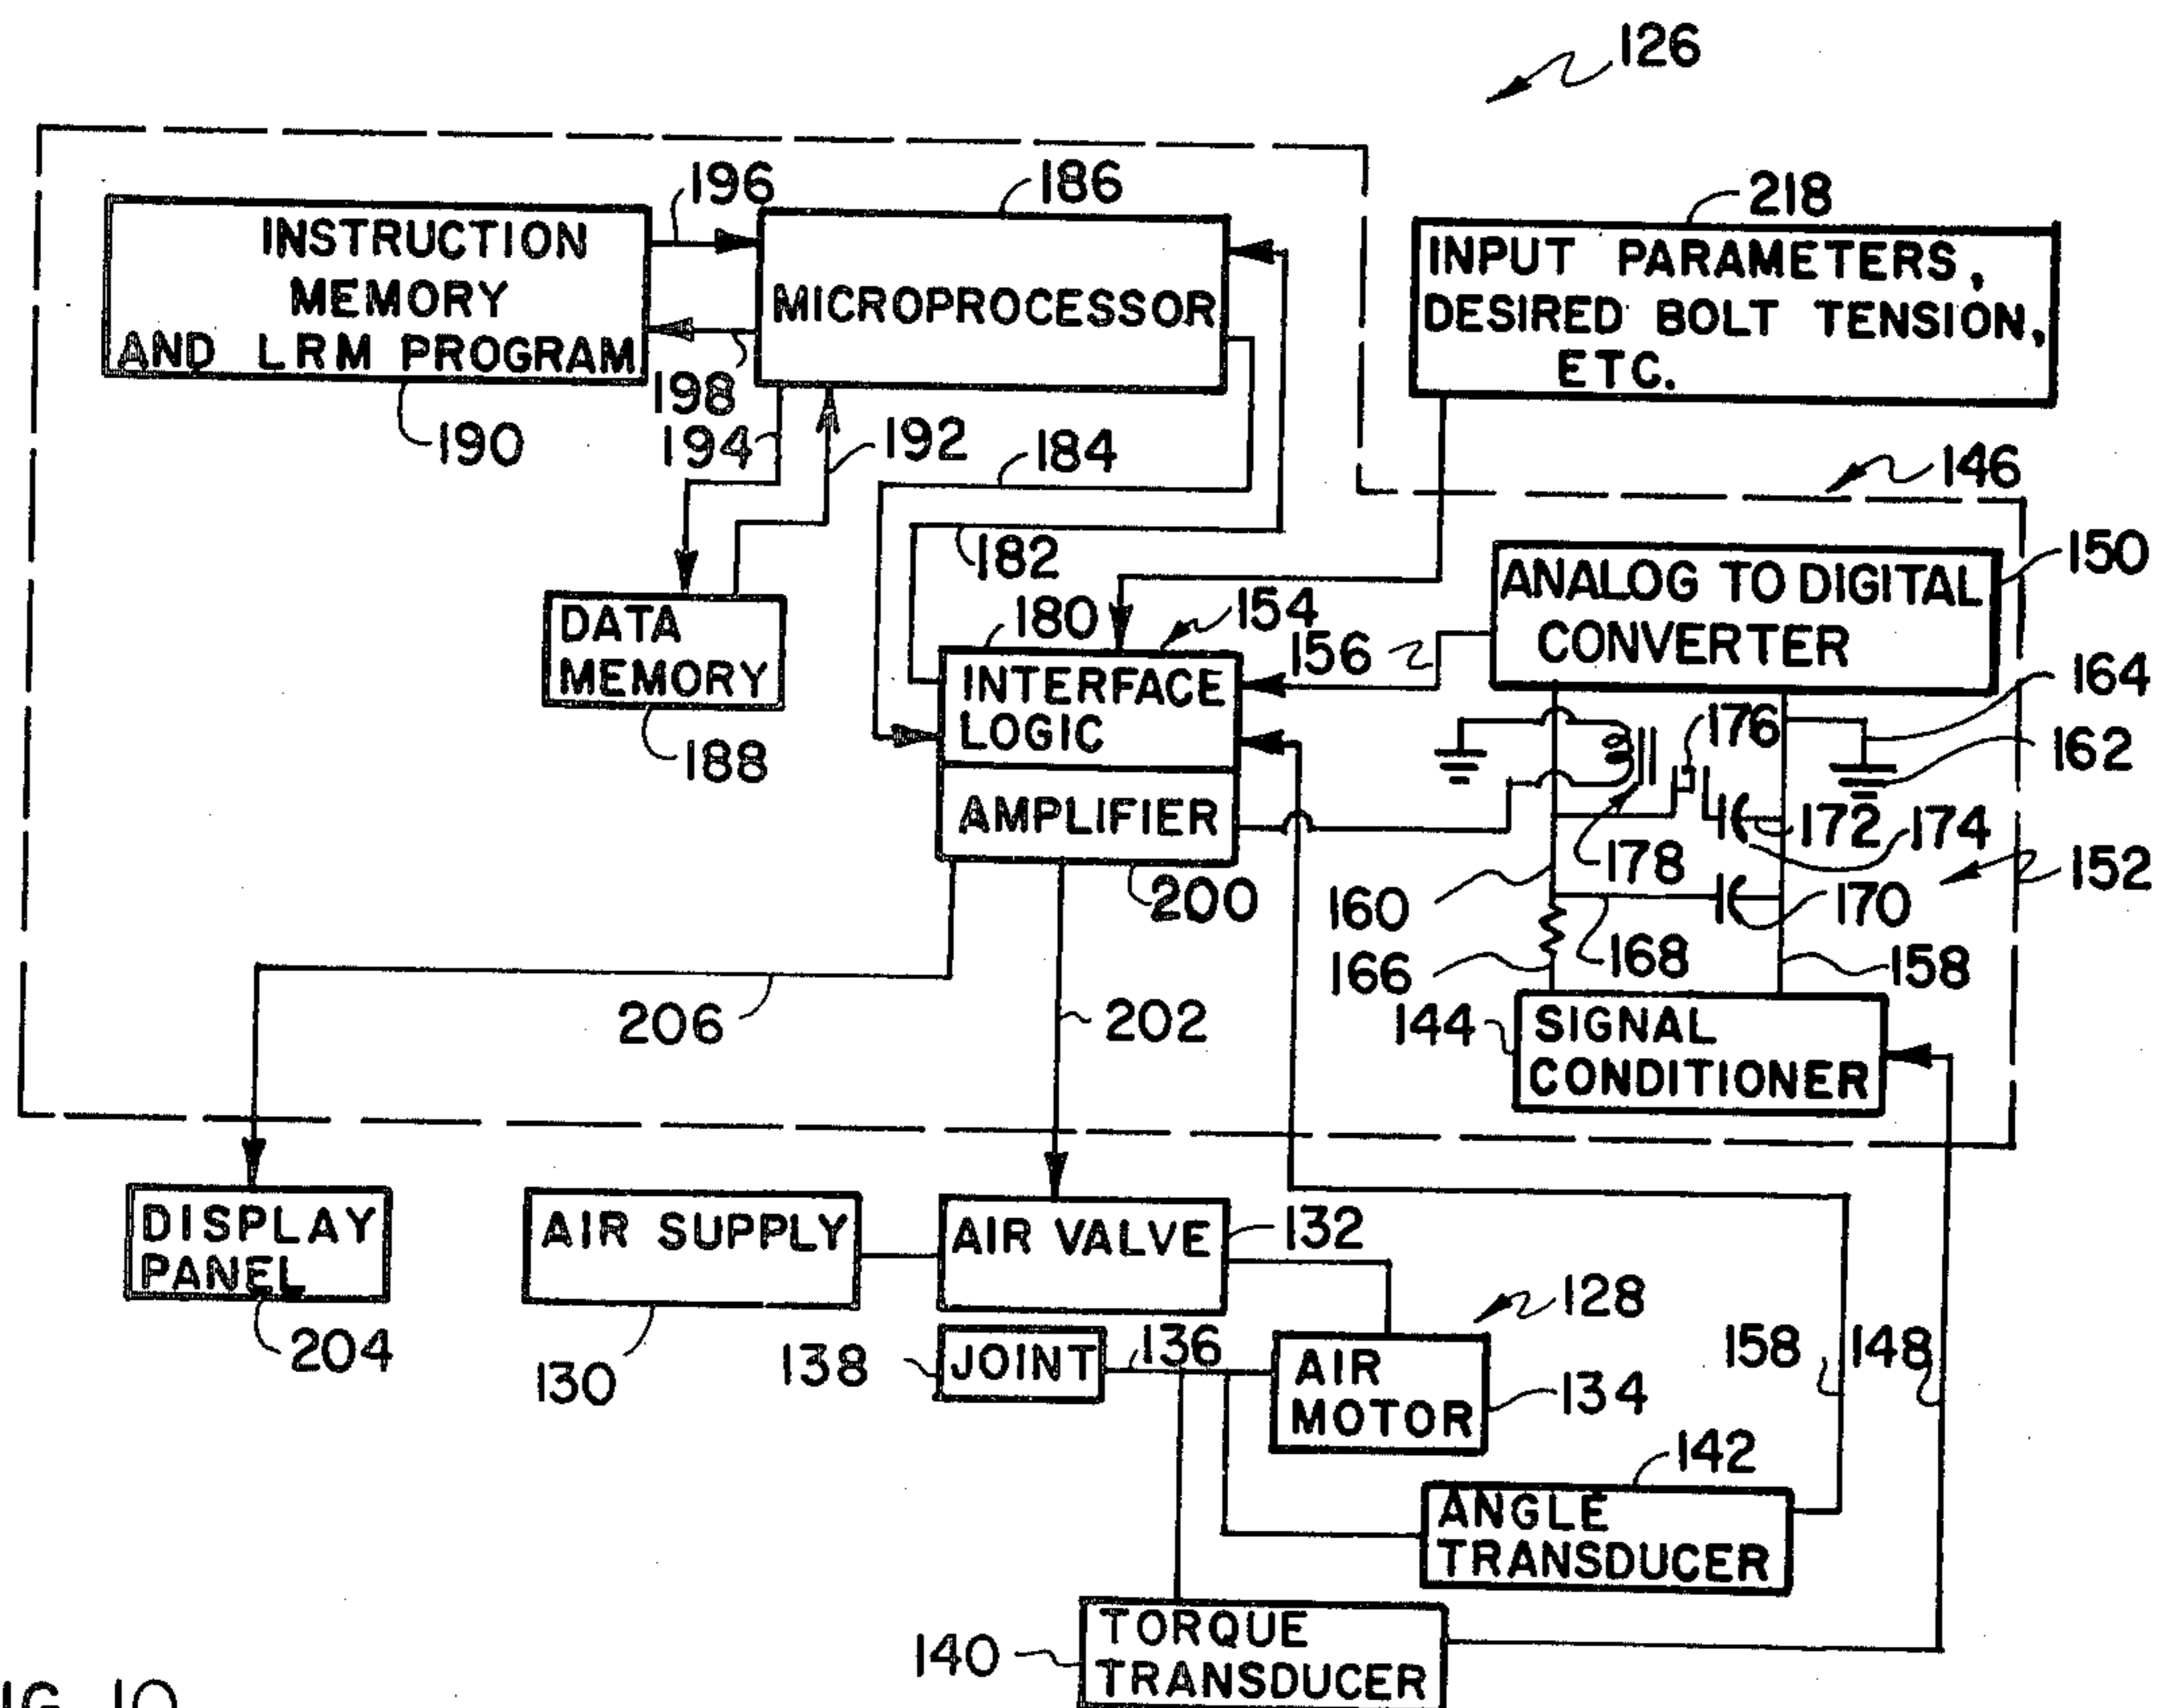 126
196
186
218
INSTRUCTION
MEMORY
AND LRM PROGRAM
MICROPROCESSOR
INPUT PARAMETERS,
DESIRED BOLT TENSION,
ETC.
198
190
194
192
184
146
182
150
ANALOG TO DIGITAL
CONVERTER
DATA
MEMORY
188
180
154
156
INTERFACE
LOGIC
AMPLIFIER
200
164
176
162
172
174
178
152
160
170
168
166
158
206
202
144
SIGNAL
CONDITIONER
DISPLAY
PANEL
204
AIR SUPPLY
130
AIR VALVE
132
128
138
JOINT
136
AIR
MOTOR
134
158
148
142
ANGLE
TRANSDUCER
140
TORQUE
TRANSDUCER
IG. 10